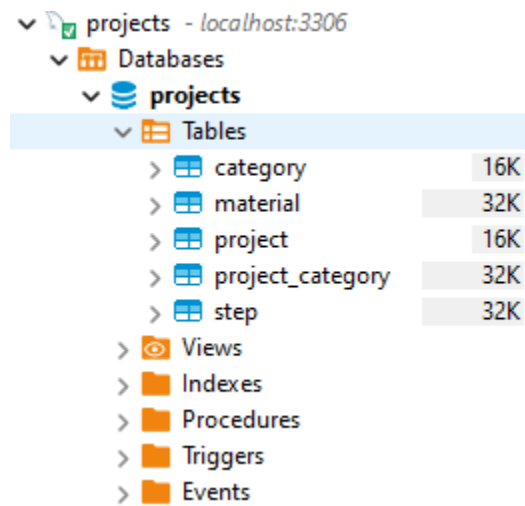 projects - localhost:3306
Databases
projects
Tables
category 16K
material 32K
project 16K
project_category 32K
step 32K
Views
Indexes
Procedures
Triggers
Events